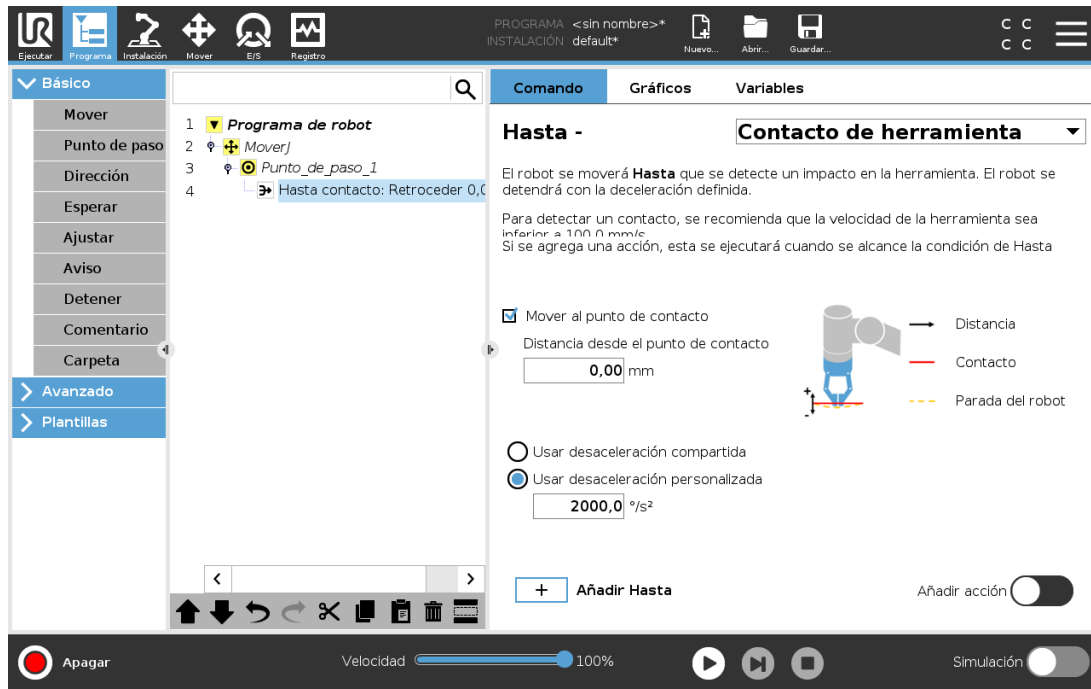 PROGRAMA <sin nombre>*
INSTALACIÓN default*
Ejecutar Programa Instalación Mover E/S Registro Nuevo... Abrir... Guardar...
C C
C C
Básico
Mover
Punto de paso
Dirección
Esperar
Ajustar
Aviso
Detener
Comentario
Carpeta
Avanzado
Plantillas
1 Programa de robot
2 MoverJ
3 Punto_de_paso_1
4 Hasta contacto: Retroceder 0,0
Comando Gráficos Variables
Hasta - Contacto de herramienta
El robot se moverá Hasta que se detecte un impacto en la herramienta. El robot se
detendrá con la deceleración definida.
Para detectar un contacto, se recomienda que la velocidad de la herramienta sea
inferior a 100.0 mm/s
Si se agrega una acción, esta se ejecutará cuando se alcance la condición de Hasta
Mover al punto de contacto
Distancia desde el punto de contacto
0,00 mm
+
-
Distancia
Contacto
Parada del robot
Usar desaceleración compartida
Usar desaceleración personalizada
2000,0 °/s²
+ Añadir Hasta
Añadir acción
Apagar
Velocidad 100%
Simulación